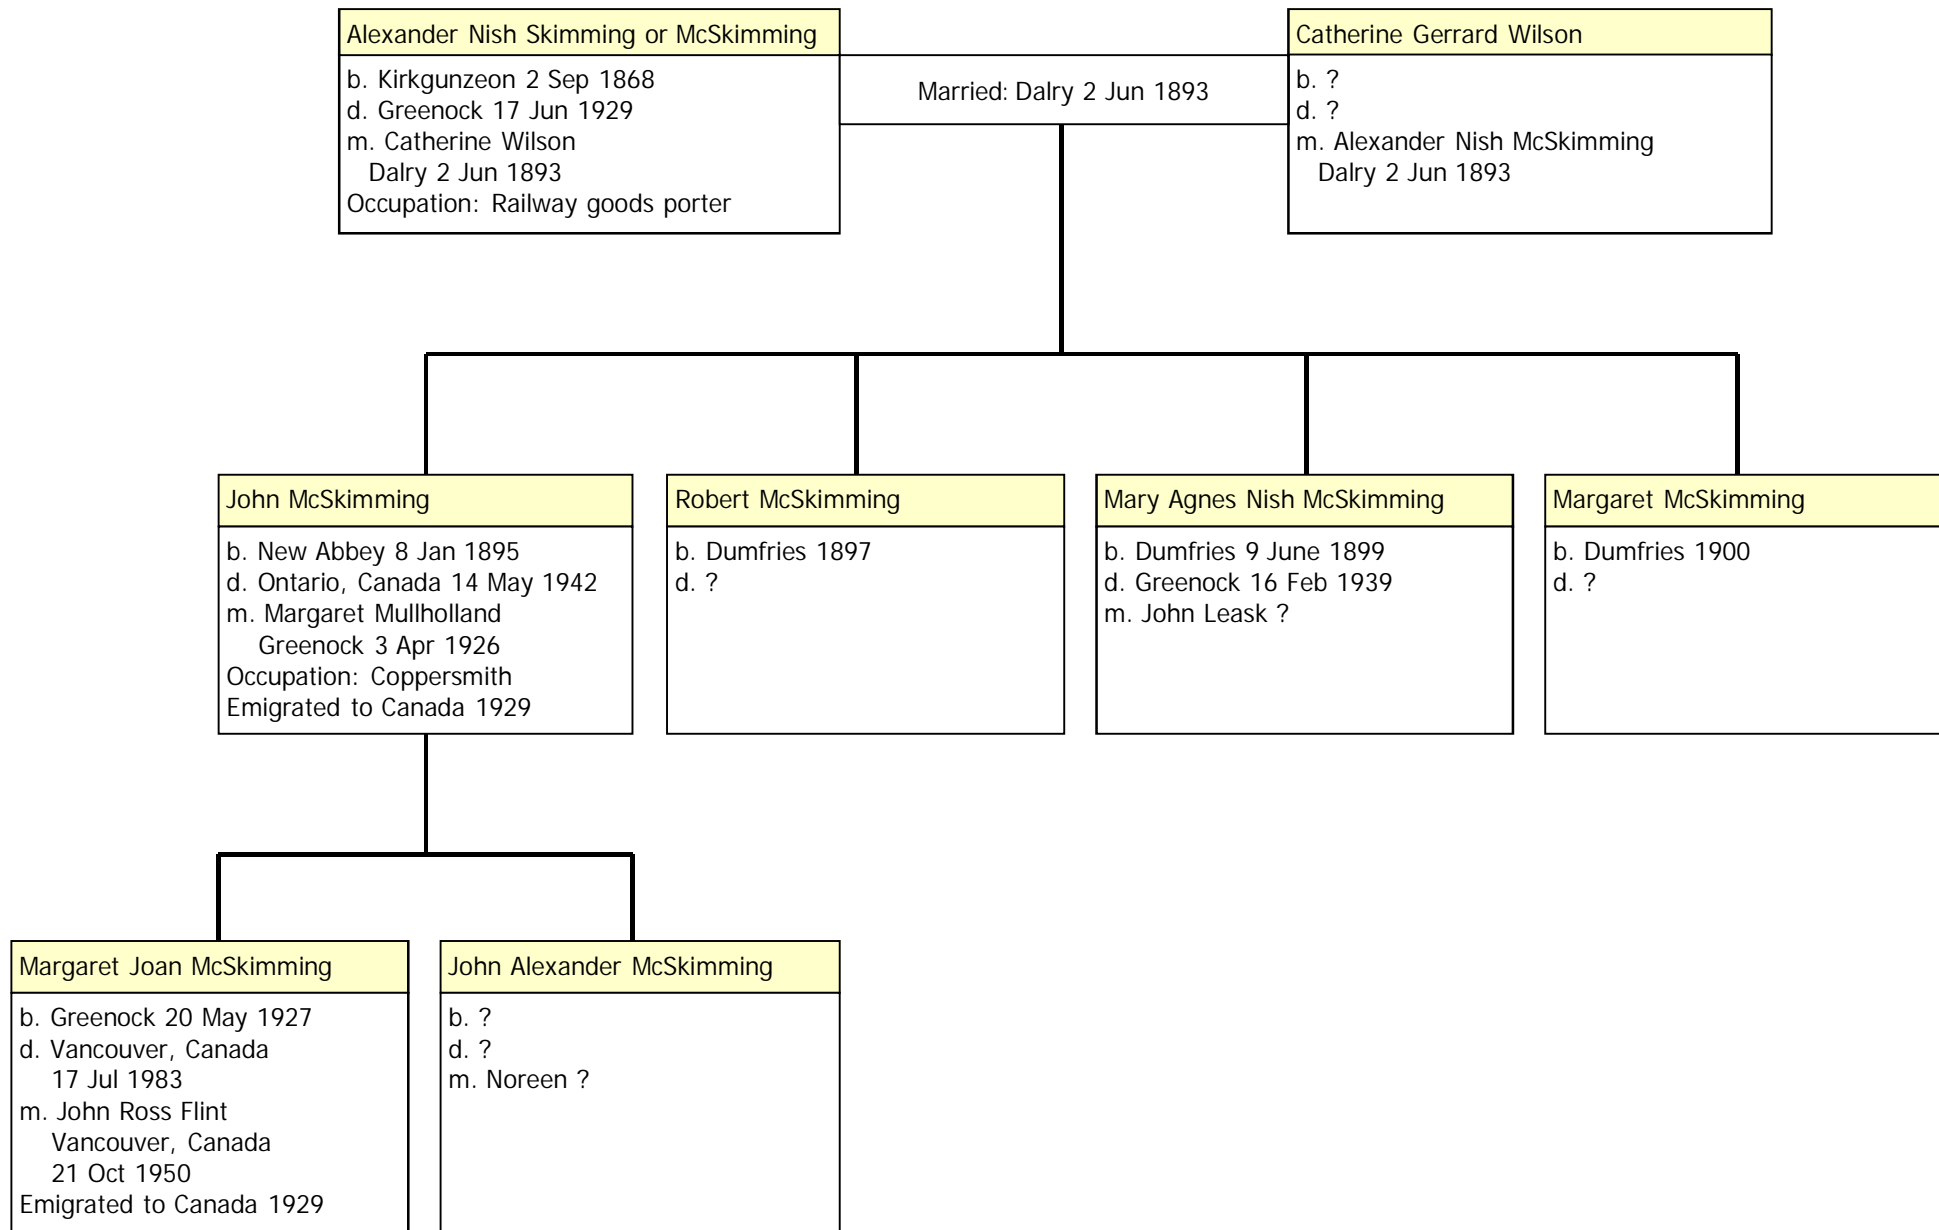 Alexander Nish Skimming or McSkimming
b. Kirkgunzeon 2 Sep 1868
d. Greenock 17 Jun 1929
m. Catherine Wilson
Dalry 2 Jun 1893
Occupation: Railway goods porter
Married: Dalry 2 Jun 1893
Catherine Gerrard Wilson
b. ?
d. ?
m. Alexander Nish McSkimming
Dalry 2 Jun 1893
John McSkimming
b. New Abbey 8 Jan 1895
d. Ontario, Canada 14 May 1942
m. Margaret Mullholland
Greenock 3 Apr 1926
Occupation: Coppersmith
Emigrated to Canada 1929
Robert McSkimming
b. Dumfries 1897
d. ?
Mary Agnes Nish McSkimming
b. Dumfries 9 June 1899
d. Greenock 16 Feb 1939
m. John Leask ?
Margaret McSkimming
b. Dumfries 1900
d. ?
Margaret Joan McSkimming
b. Greenock 20 May 1927
d. Vancouver, Canada
17 Jul 1983
m. John Ross Flint
Vancouver, Canada
21 Oct 1950
Emigrated to Canada 1929
John Alexander McSkimming
b. ?
d. ?
m. Noreen ?